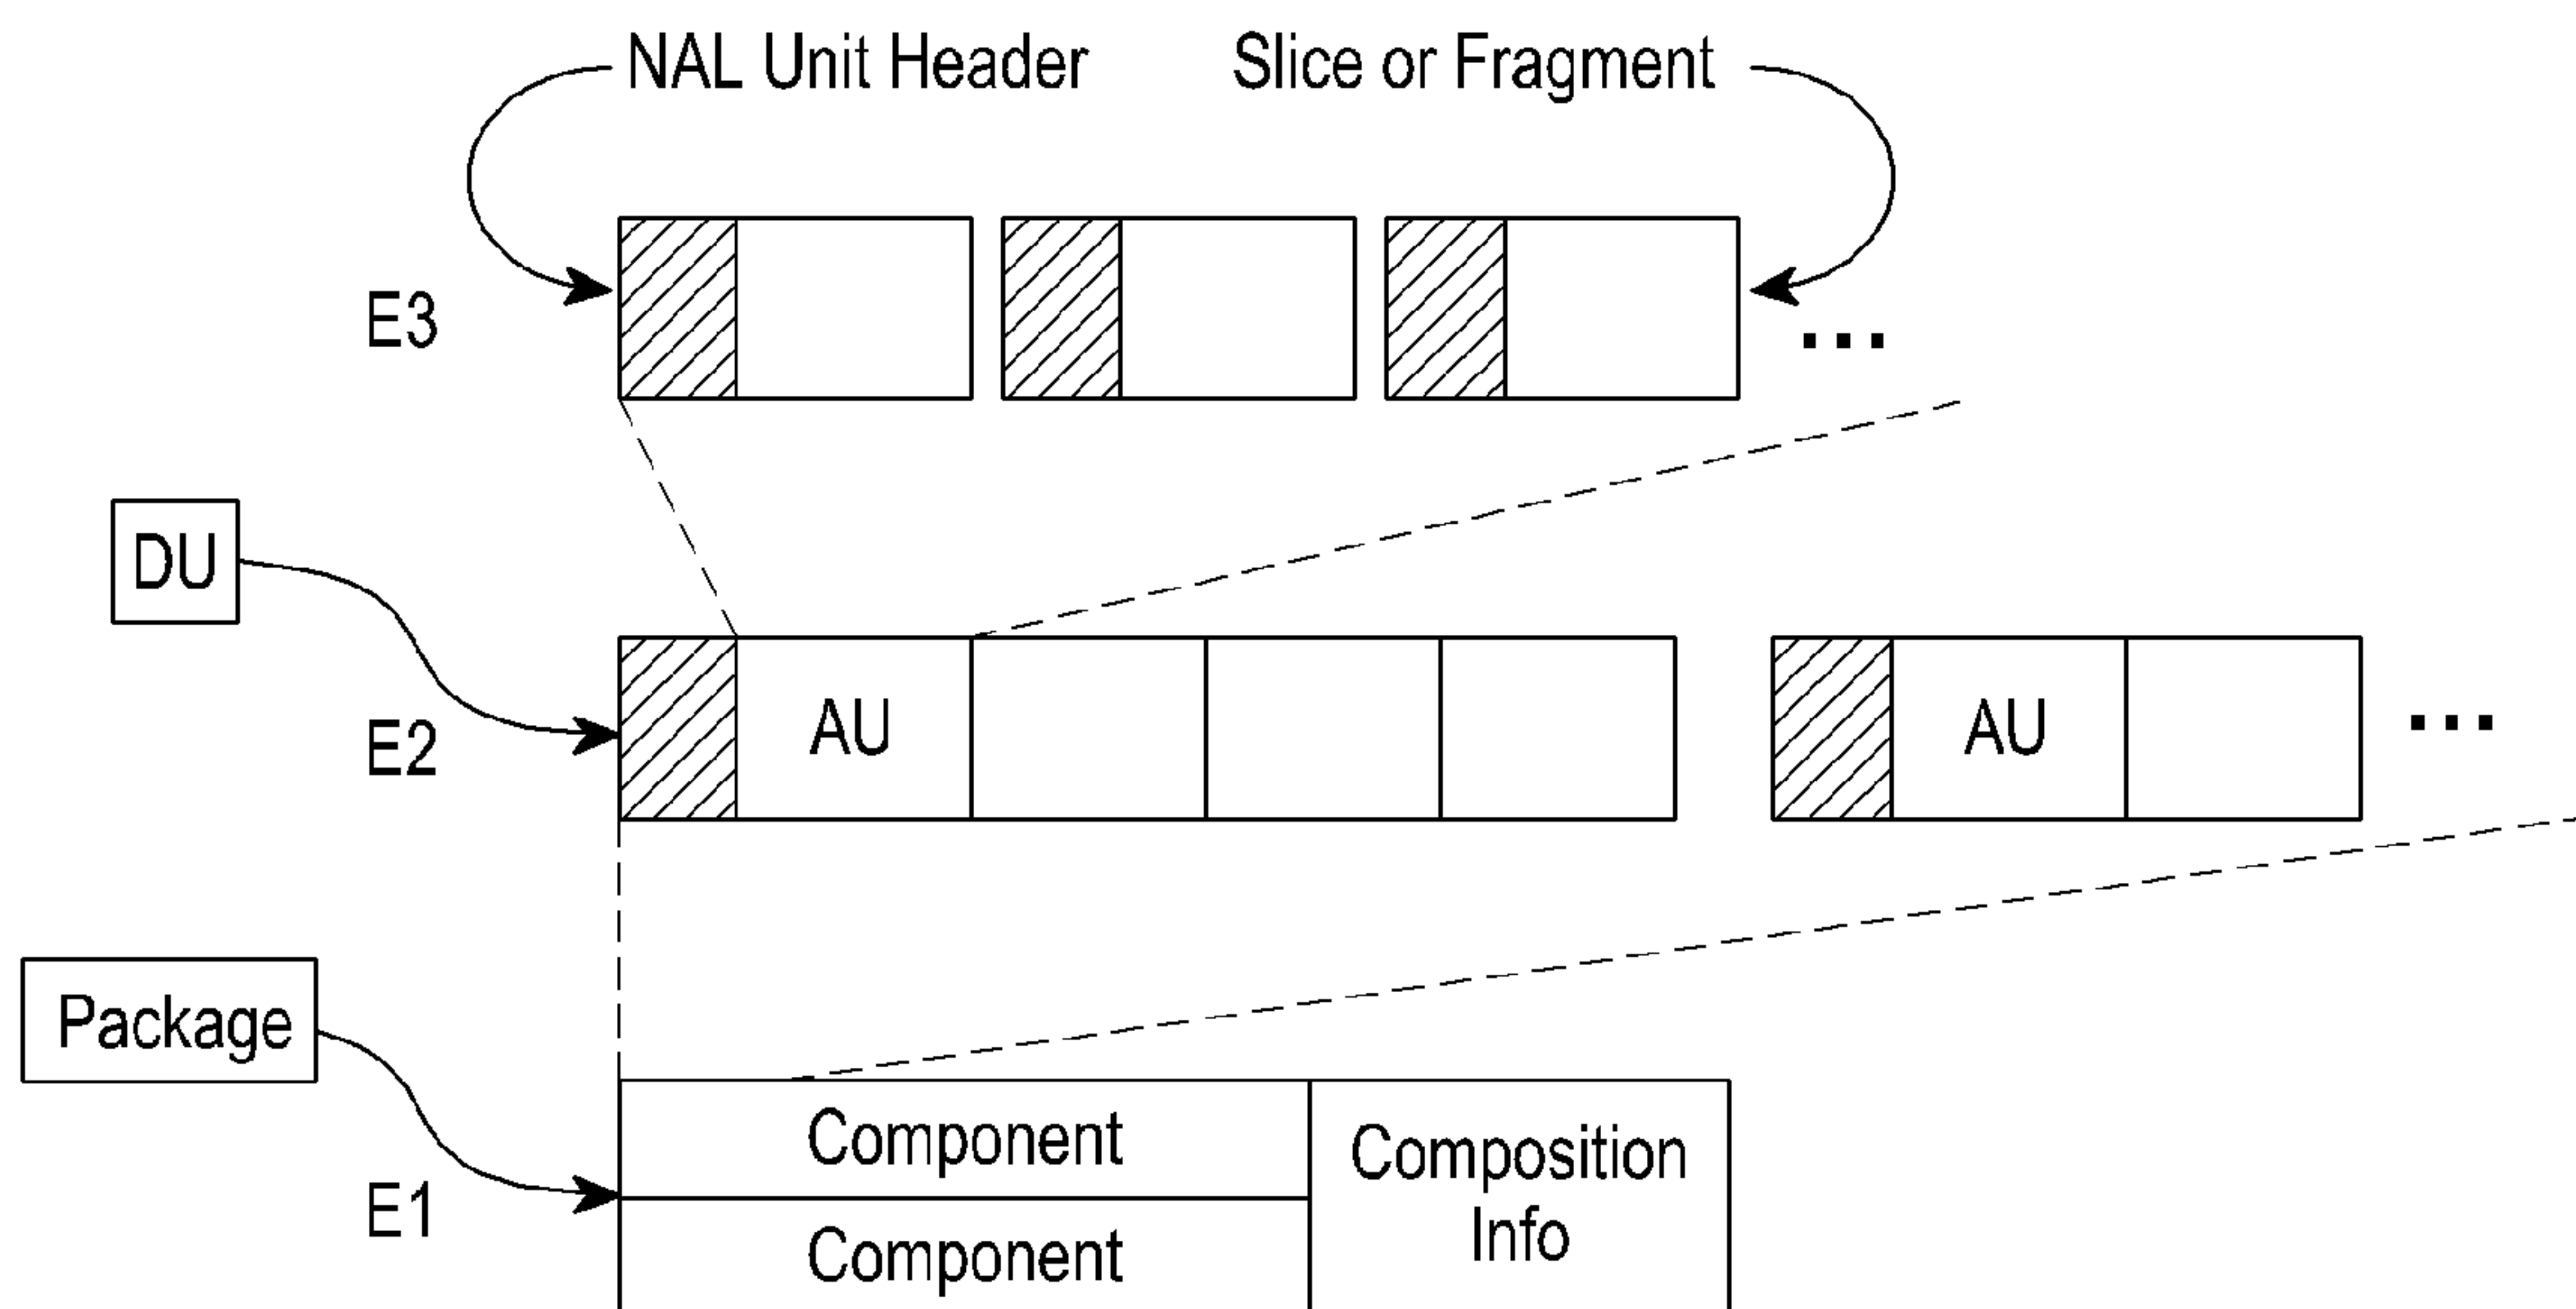 NAL Unit Header
Slice or Fragment
E3
...
DU
E2
AU
AU
...
Package
E1
Component
Component
Composition
Info